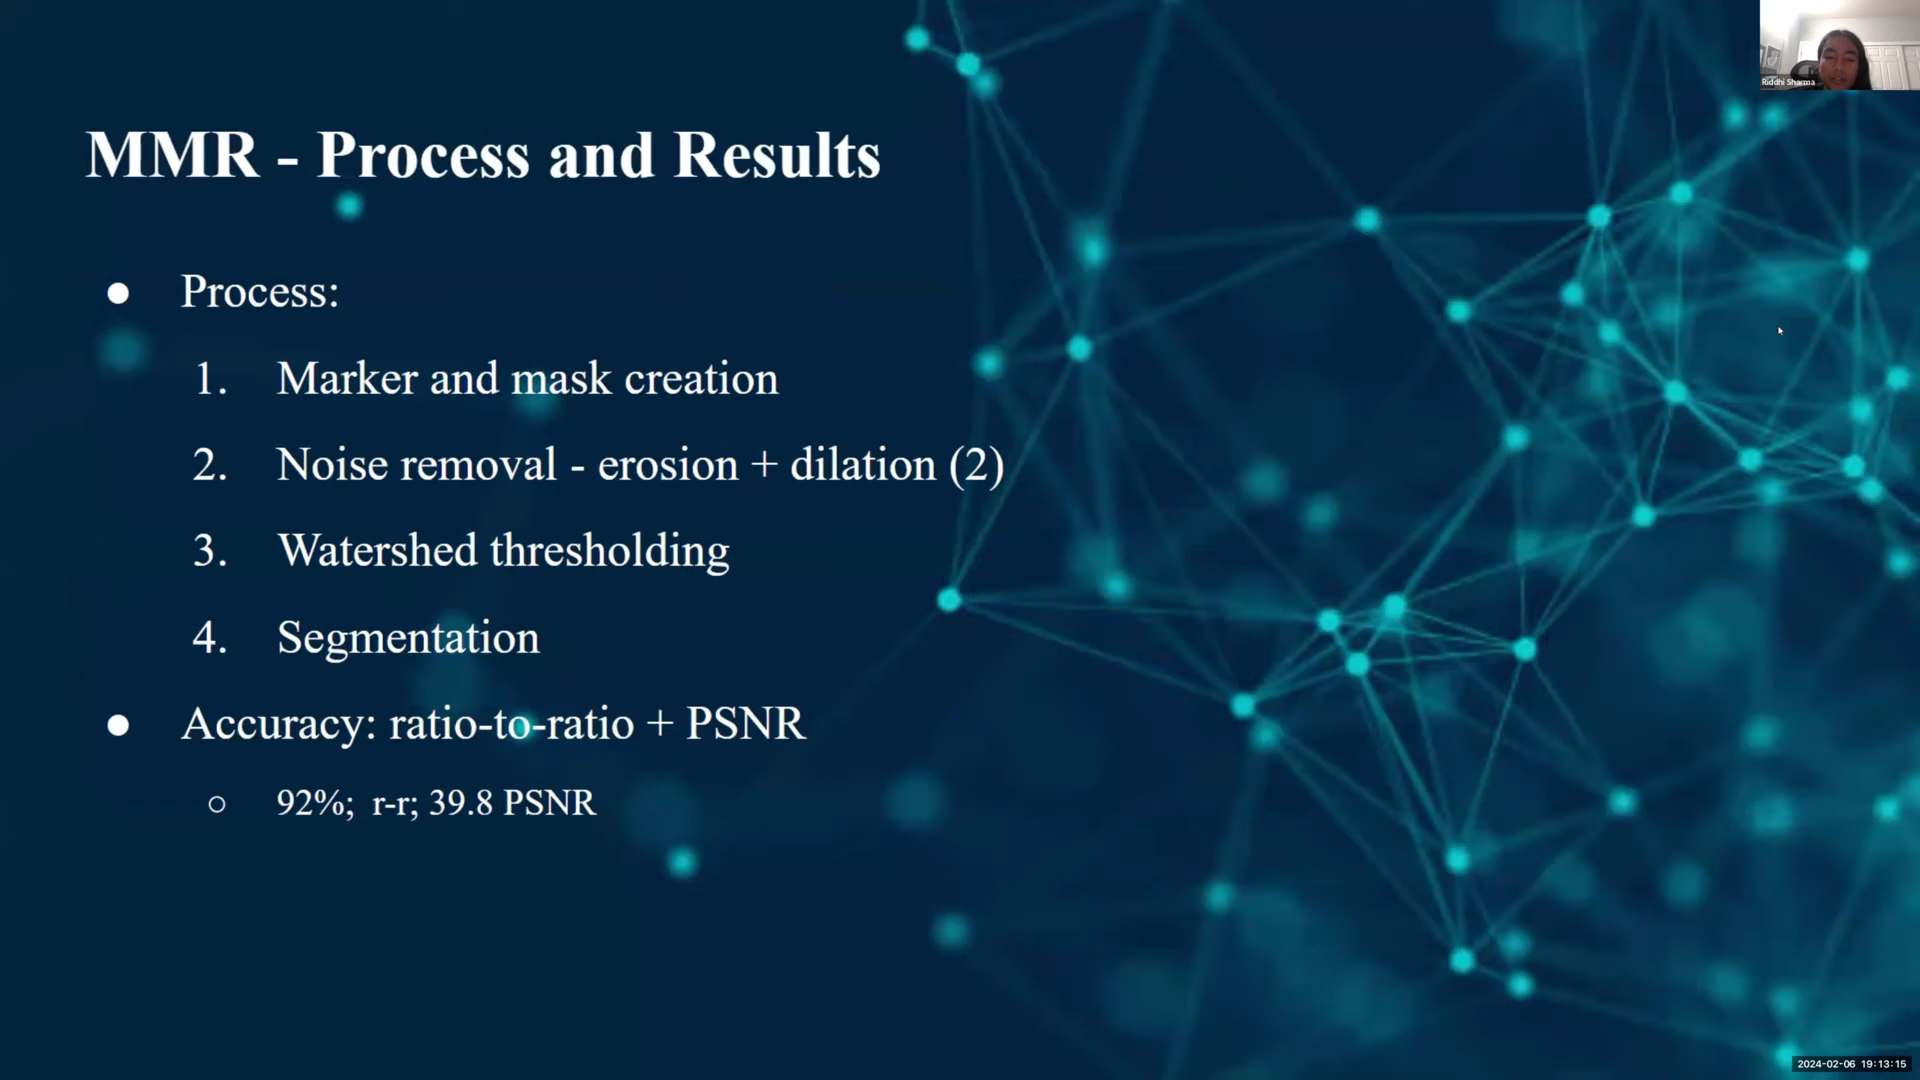 Riddhi Sharma
MMR - Process and Results
● Process:
1. Marker and mask creation
2. Noise removal - erosion + dilation (2)
3. Watershed thresholding
4. Segmentation
● Accuracy: ratio-to-ratio + PSNR
○ 92%; r-r; 39.8 PSNR
2024-02-06 19:13:15